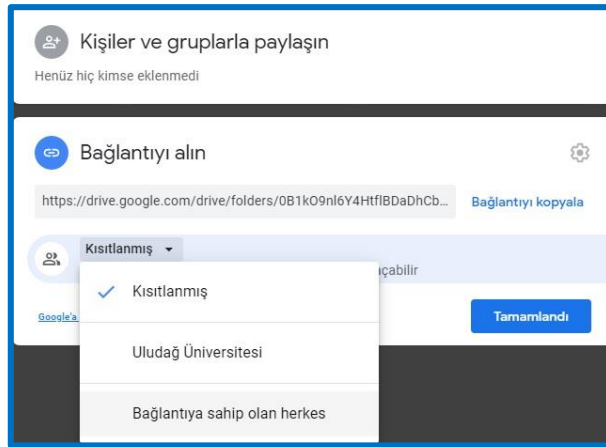 Kişiler ve gruplarla paylaşın
Henüz hiç kimse eklenmedi
Bağlantıyı alın
https://drive.google.com/drive/folders/0B1kO9nl6Y4HtflBDaDhCb... Bağlantıyı kopyala
Kısıtlanmış
Kısıtlanmış
Google'a
Tamamlandı
Uludağ Üniversitesi
Bağlantıya sahip olan herkes